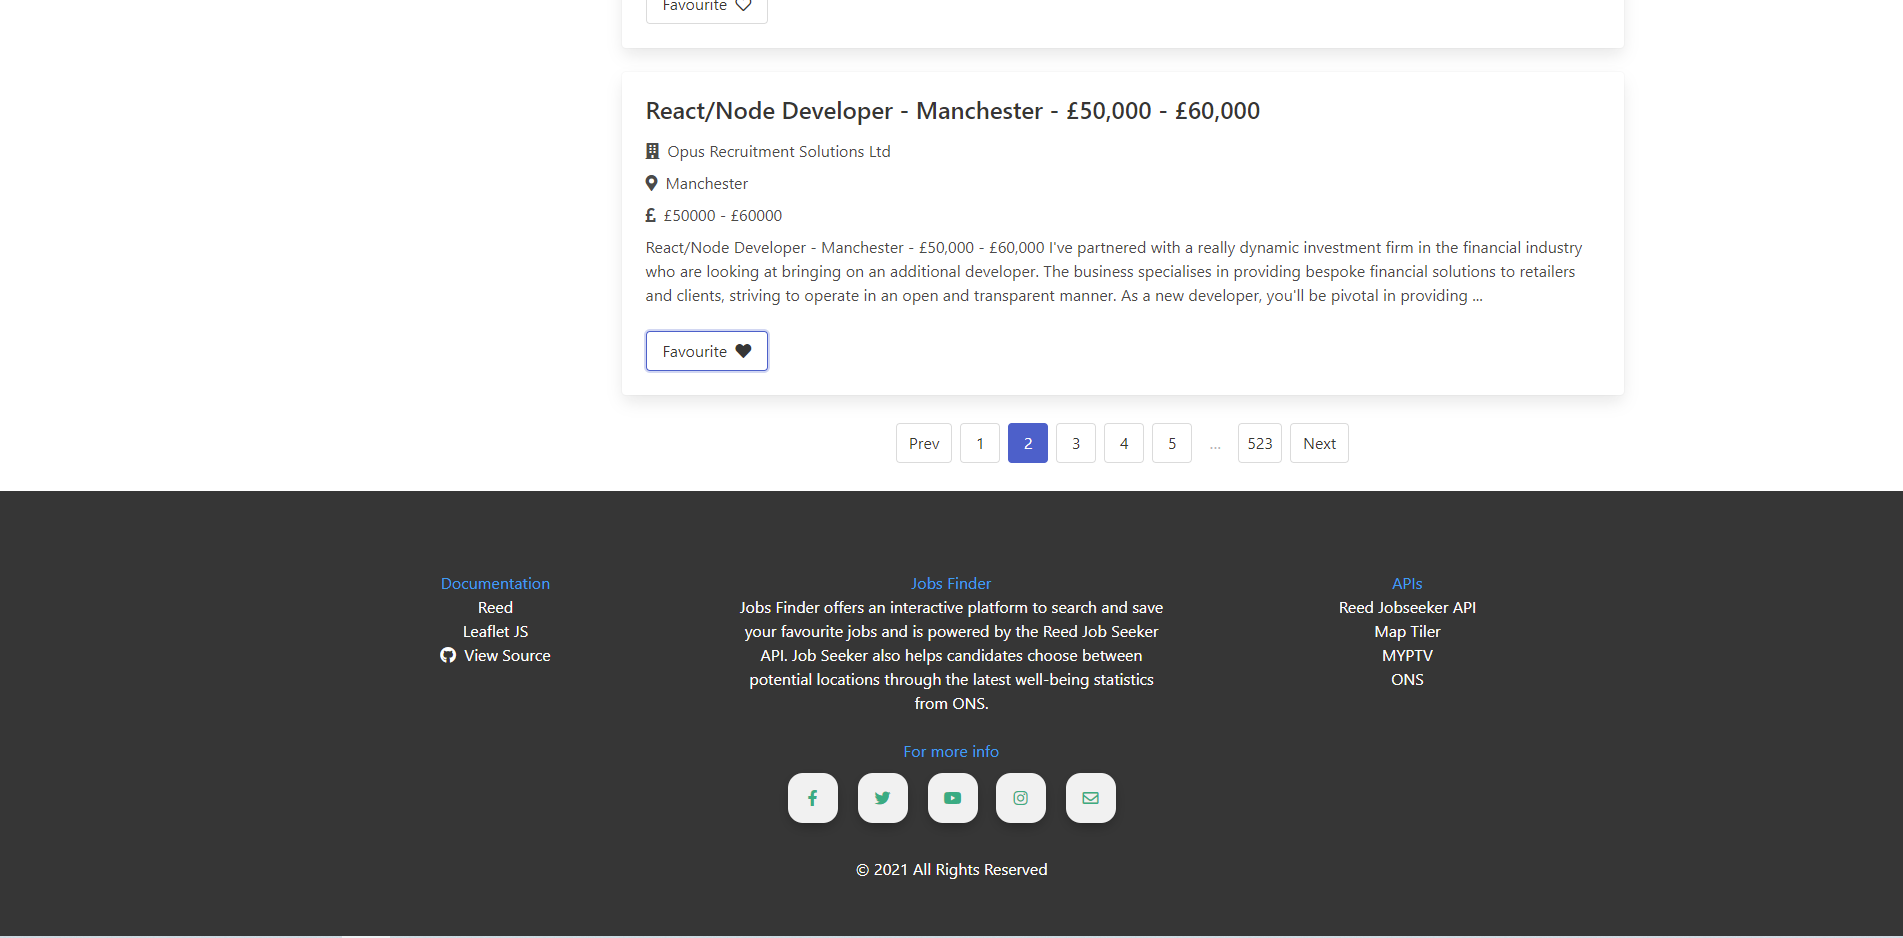 Favourite
React/Node Developer - Manchester - £50,000 - £60,000
Opus Recruitment Solutions Ltd
Manchester
£50000 - £60000
React/Node Developer - Manchester - £50,000 - £60,000 I've partnered with a really dynamic investment firm in the financial industry
who are looking at bringing on an additional developer. The business specialises in providing bespoke financial solutions to retailers
and clients, striving to operate in an open and transparent manner. As a new developer, you'll be pivotal in providing ...
Favourite
Prev 1 2 3 4 5 ... 523 Next
Documentation
Reed
Leaflet JS
View Source
Jobs Finder
Jobs Finder offers an interactive platform to search and save
your favourite jobs and is powered by the Reed Job Seeker
API. Job Seeker also helps candidates choose between
potential locations through the latest well-being statistics
from ONS.
APIs
Reed Jobseeker API
Map Tiler
MYPTV
ONS
For more info
© 2021 All Rights Reserved